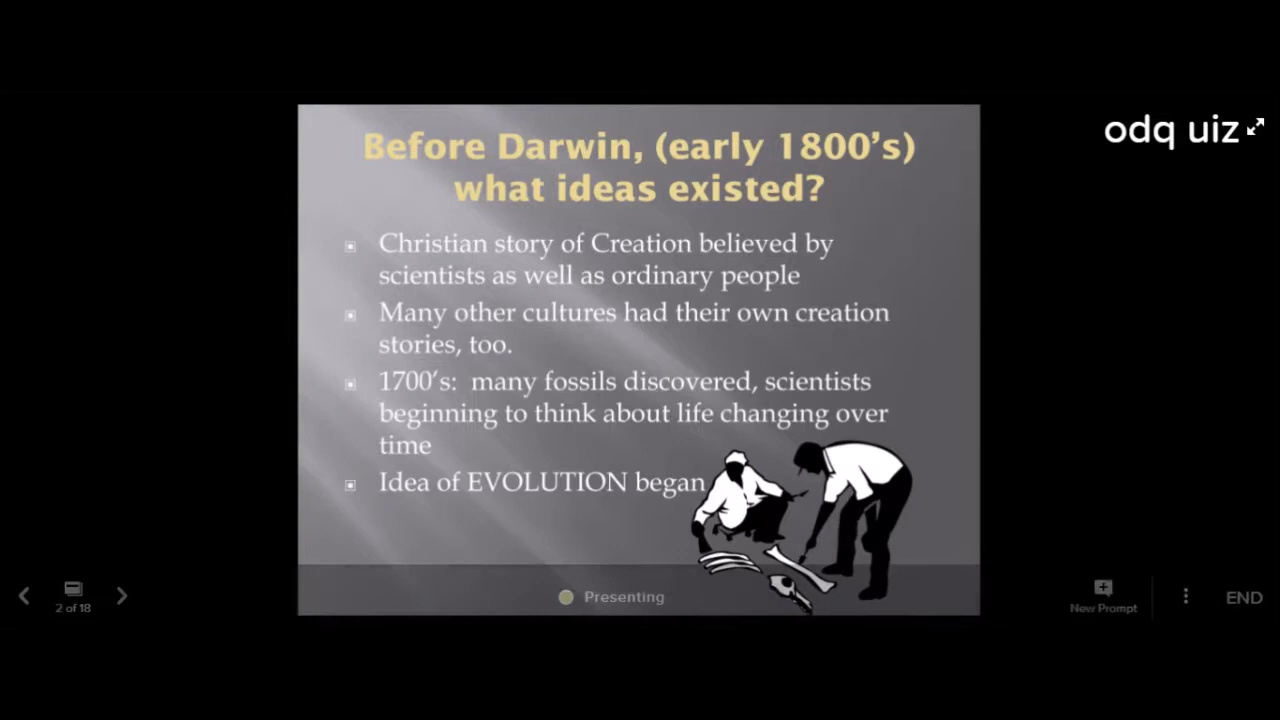 Before Darwin, (early 1800's)
what ideas existed?
odq uiz
Christian story of Creation believed by
scientists as well as ordinary people
Many other cultures had their own creation
stories, too.
1700's:  many fossils discovered, scientists
beginning to think about life changing over
time
Idea of EVOLUTION began
2 of 18
Presenting
New Prompt
END